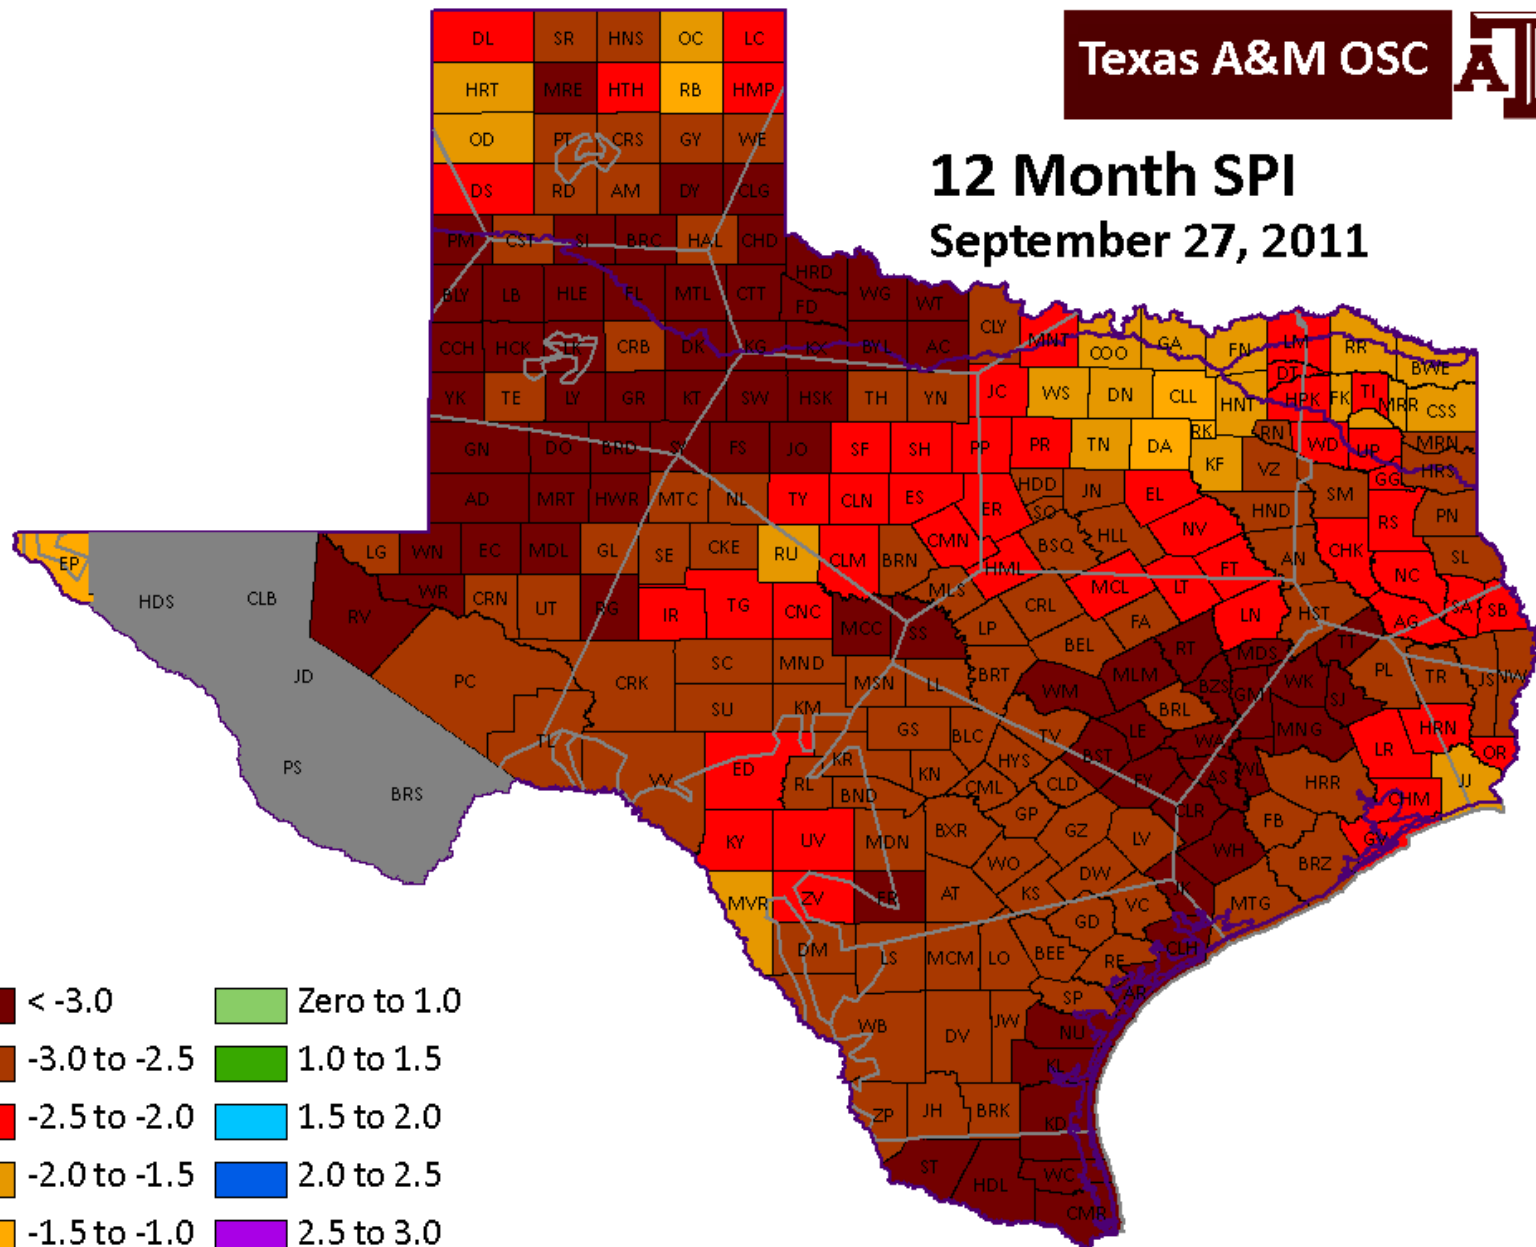 Texas A&M OSC
ATM
12 Month SPI
September 27, 2011
DL SR HNS OC LC
HRT MRE HTH RB HMP
OD PT CRS GY WE
DS RD AM DY CLG
PM CST SI BRC HAL CHD
BLY LB HLE FL MTL CTT HRD FD WG WT
CCH HCK LK CRB DK KG KX BYL AC CLY MNT COO GA FN LM RR BWE
YK TE LY GR KT SW HSK TH YN JC WS DN CLL HNT DT HPK FK TI MRR CSS
GN DO BRD SY FS JO SF SH PP PR TN DA RK KF RN VZ WD UP MRN HRS
AD MRT HWR MTC NL TY CLN ES ER HDD SO JN EL HND SM GG RS PN
EP LG WN EC MDL GL SE CKE RU CLM BRN CMN HML BSQ HLL NV AN CHK NC SL
HDS CLB RV WR CRN UT RG IR TG CNC MCC SS MLS CRL MCL LT FT LN HST AG SA SB
JD PC CRK SC MND MSN LL LP BEL FA RT MDS TT PL TR JS NW
SU KM BRT WM MLM BZS GM WK SJ
PS BRS TL VV ED GS BLC TV BRL LE WA MNG LR HRN OR
RL KR BND KN HYS CML CLD BST FY AS WL HRR JJ CHM
KY UV MDN BXR GP GZ LV CLR FB GV
MVR ZV FR AT WO KS DW WH BRZ
DM LS MCM LO BEE GD VC JK MTG
RF CLH
WB DV JW SP AR NU
KL
ZP JH BRK KD
ST HDL WC
CMR
< -3.0 Zero to 1.0
-3.0 to -2.5 1.0 to 1.5
-2.5 to -2.0 1.5 to 2.0
-2.0 to -1.5 2.0 to 2.5
-1.5 to -1.0 2.5 to 3.0